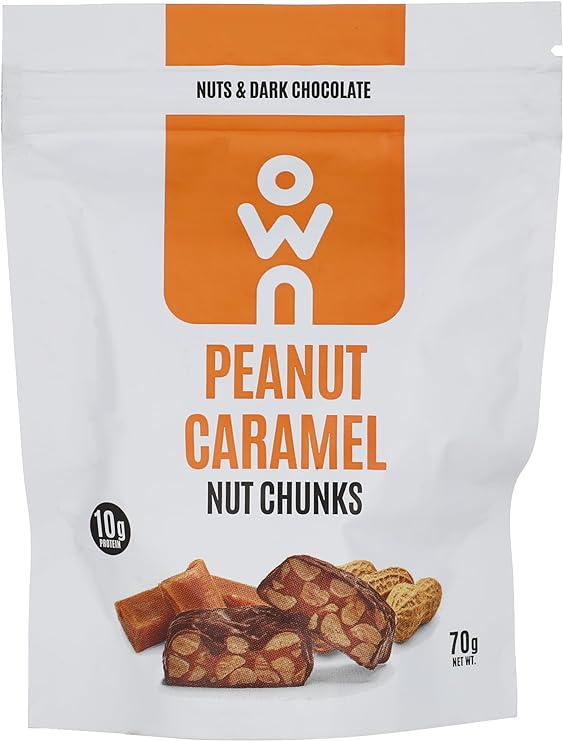 NUTS & DARK CHOCOLATE
OWN
PEANUT
CARAMEL
NUT CHUNKS
10g
PROTEIN
70g
NET WT.